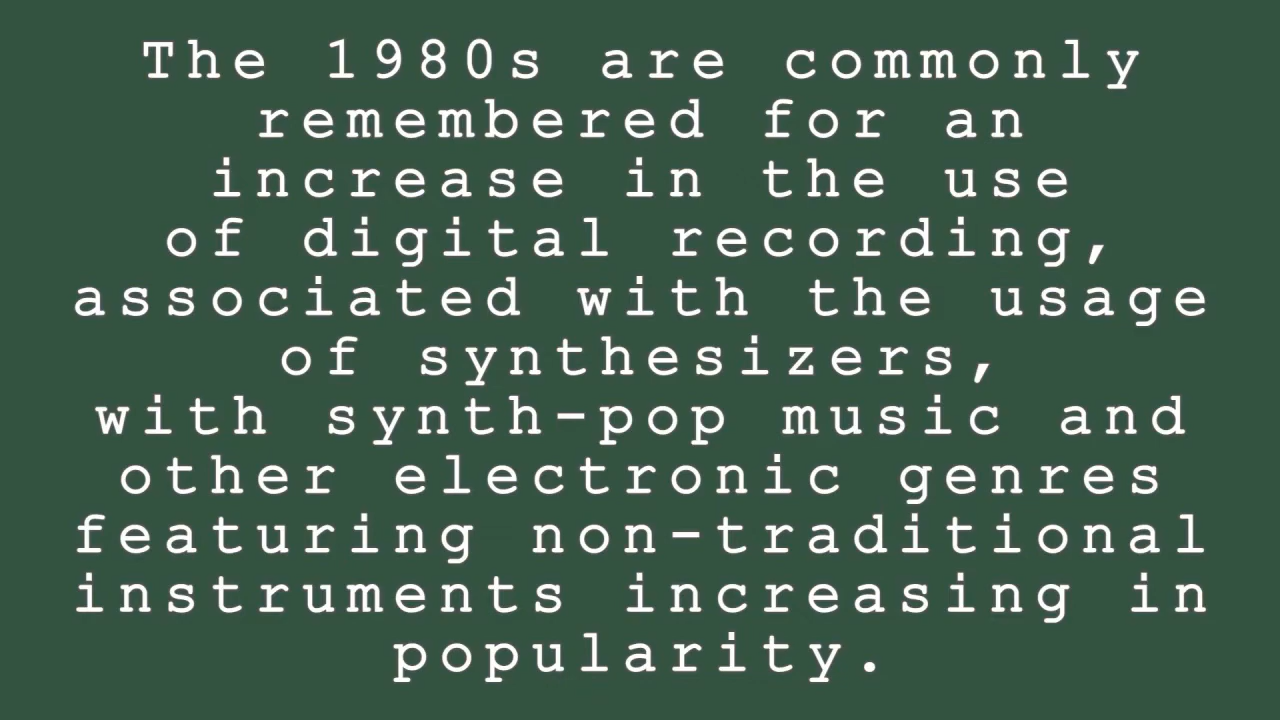 The 1980s are commonly
remembered for an
increase in the use
of digital recording,
associated with the usage
of synthesizers,
with synth-pop music and
other electronic genres
featuring non-traditional
instruments increasing in
popularity.